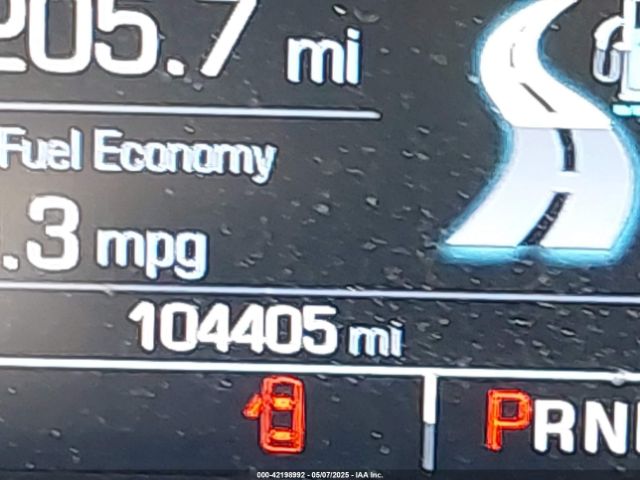 205.7 mi
Fuel Economy
.3 mpg
104405 mi
PRN
000-42198992 - 05/07/2025 - IAA Inc.